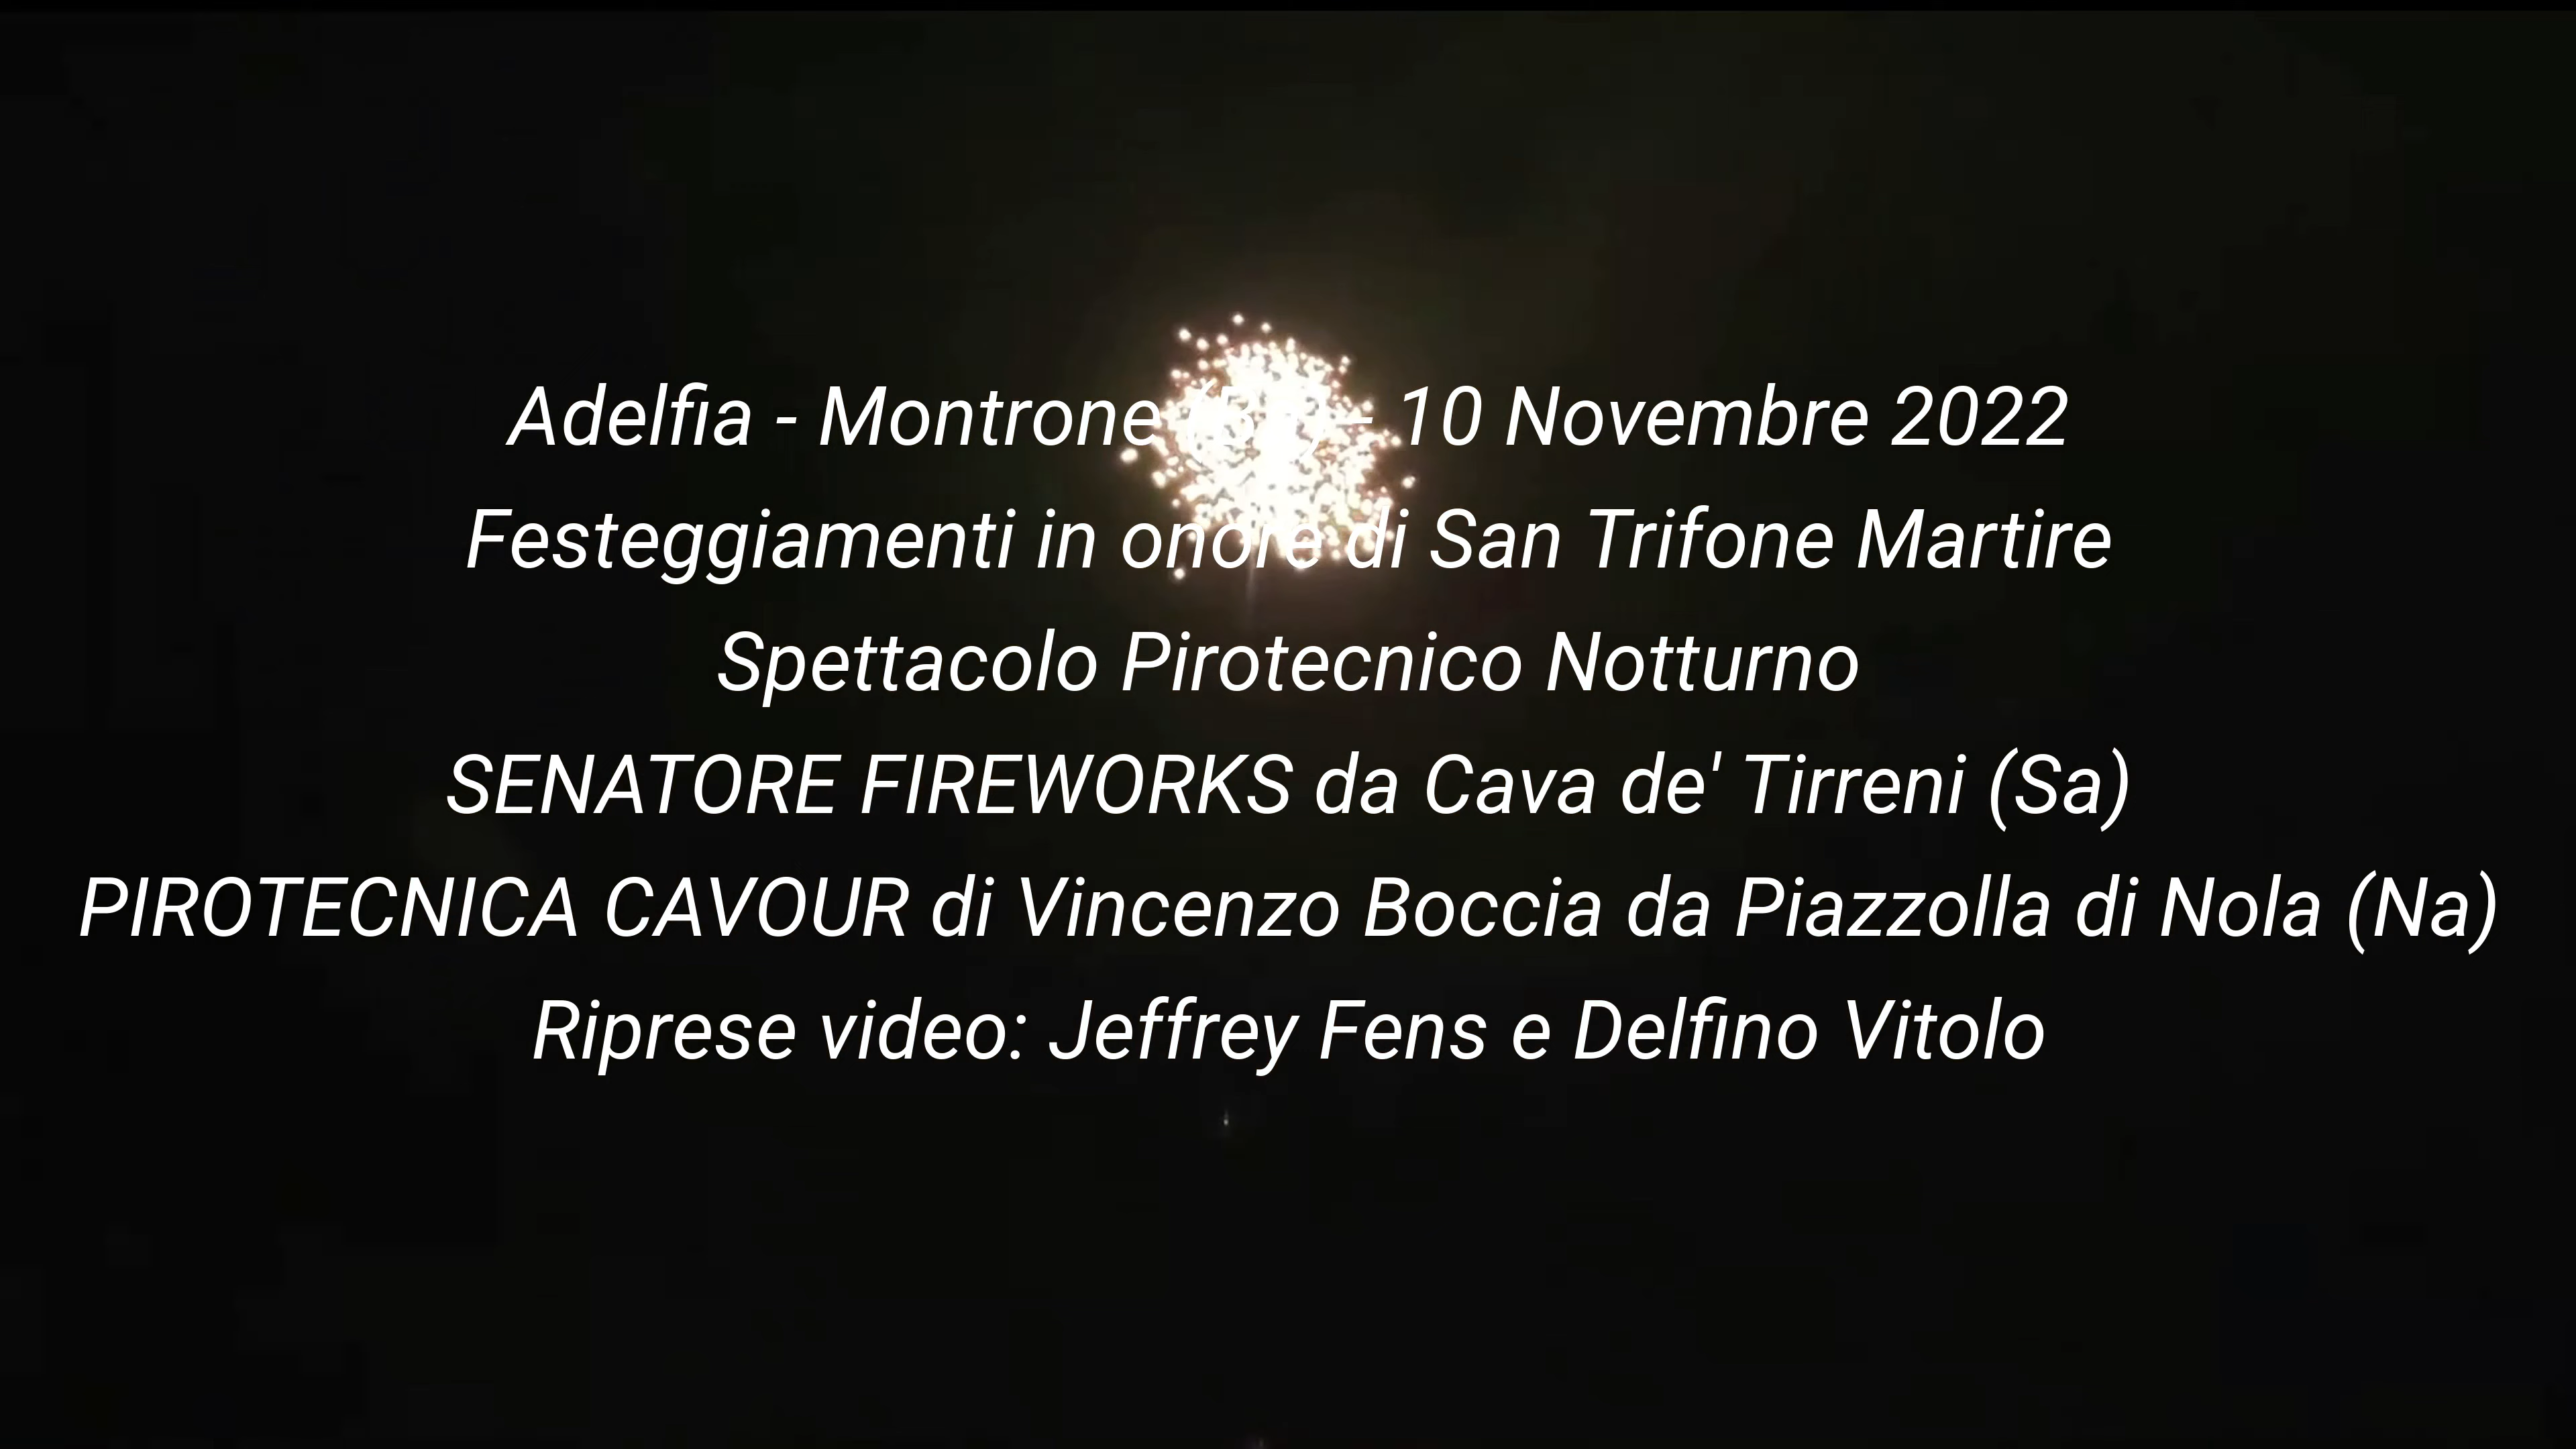 Adelfia - Montrone - 10 Novembre 2022
Festeggiamenti in onore di San Trifone Martire
Spettacolo Pirotecnico Notturno
SENATORE FIREWORKS da Cava de' Tirreni (Sa)
PIROTECNICA CAVOUR di Vincenzo Boccia da Piazzolla di Nola (Na)
Riprese video: Jeffrey Fens e Delfino Vitolo